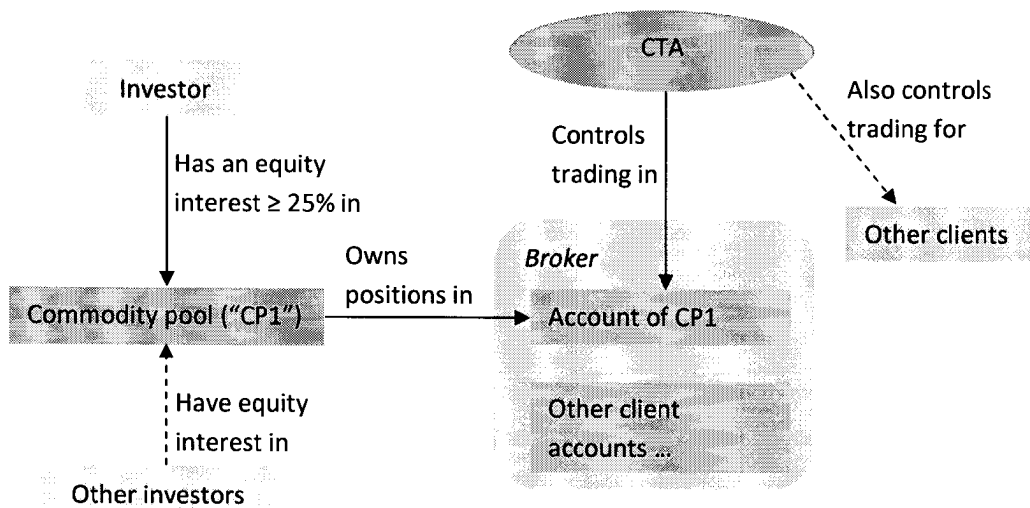 CTA
Investor
Also controls
trading for
Controls
trading in
Has an equity
interest ≥ 25% in
Other clients
Owns
positions in
Broker
Commodity pool ("CP1")
Account of CP1
Have equity
interest in
Other client
accounts ...
Other investors